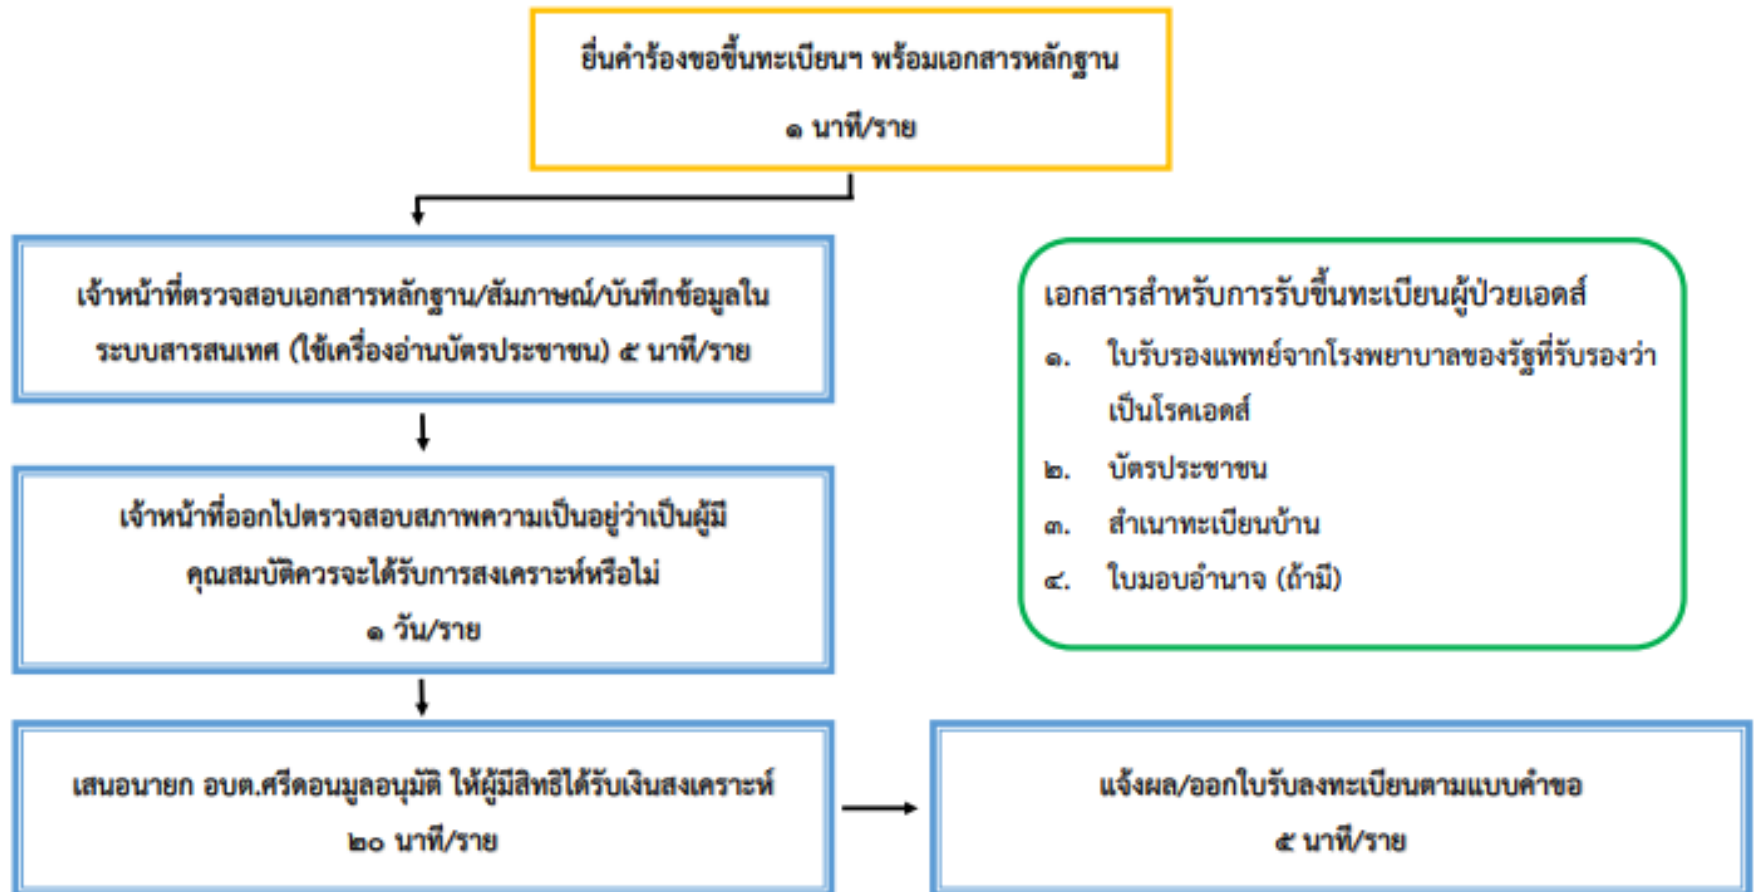 ยื่นคำร้องขอขึ้นทะเบียนฯ พร้อมเอกสารหลักฐาน
๑ นาที/ราย
เจ้าหน้าที่ตรวจสอบเอกสารหลักฐาน/สัมภาษณ์/บันทึกข้อมูลใน
ระบบสารสนเทศ (ใช้เครื่องอ่านบัตรประชาชน) ๕ นาที/ราย
เจ้าหน้าที่ออกไปตรวจสอบสภาพความเป็นอยู่ว่าเป็นผู้มี
คุณสมบัติควรจะได้รับการสงเคราะห์หรือไม่
๑ วัน/ราย
เสนอนายก อบต.ศรีดอนมูลอนุมัติ ให้ผู้มีสิทธิได้รับเงินสงเคราะห์
๒๐ นาที/ราย
แจ้งผล/ออกใบรับลงทะเบียนตามแบบคำขอ
๕ นาที/ราย
เอกสารสำหรับการรับขึ้นทะเบียนผู้ป่วยเอดส์
๑. ใบรับรองแพทย์จากโรงพยาบาลของรัฐที่รับรองว่า
เป็นโรคเอดส์
๒. บัตรประชาชน
๓. สำเนาทะเบียนบ้าน
๔. ใบมอบอำนาจ (ถ้ามี)